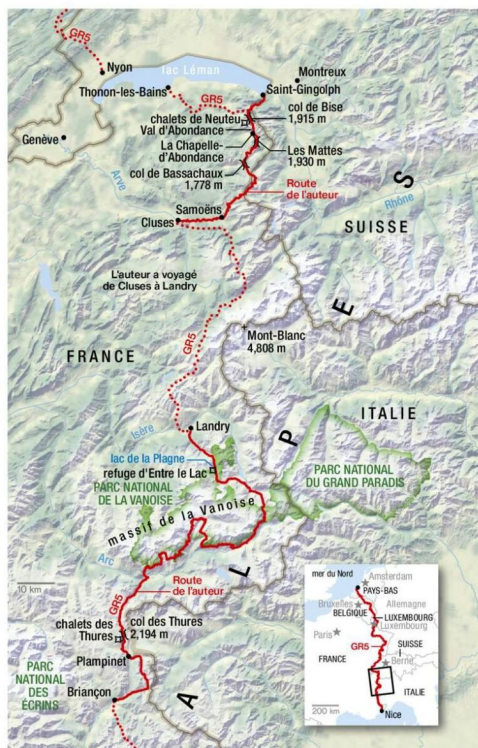 GR5
Nyon
lac Léman
Montreux
Thonon-les-Bains
GR5
Saint-Gingolph
chalets de Neuteu
col de Bise
1,915 m
Genève
Val d'Abondance
La Chapelle-
d'Abondance
Les Mattes
1,930 m
Arve
col de Bassachaux
1,778 m
Route
de l'auteur
Rhône
Samoëns
Cluses
SUISSE
L'auteur a voyagé
de Cluses à Landry
GR5
Mont-Blanc
4,808 m
FRANCE
ITALIE
Isère
Landry
lac de la Plagne
refuge d'Entre le Lac
PARC NATIONAL
DE LA VANOISE
PARC NATIONAL
DU GRAND PARADIS
massif de la Vanoise
Arc
10 km
Route
de l'auteur
GR5
chalets des
Thures
col des Thures
2,194 m
Plampinet
PARC
NATIONAL
DES
ÉCRINS
Briançon
ALPES
mer du Nord
Amsterdam
PAYS-BAS
Bruxelles
BELGIQUE
Allemagne
LUXEMBOURG
Luxembourg
Paris
GR5
SUISSE
Berne
FRANCE
ITALIE
200 km
Nice